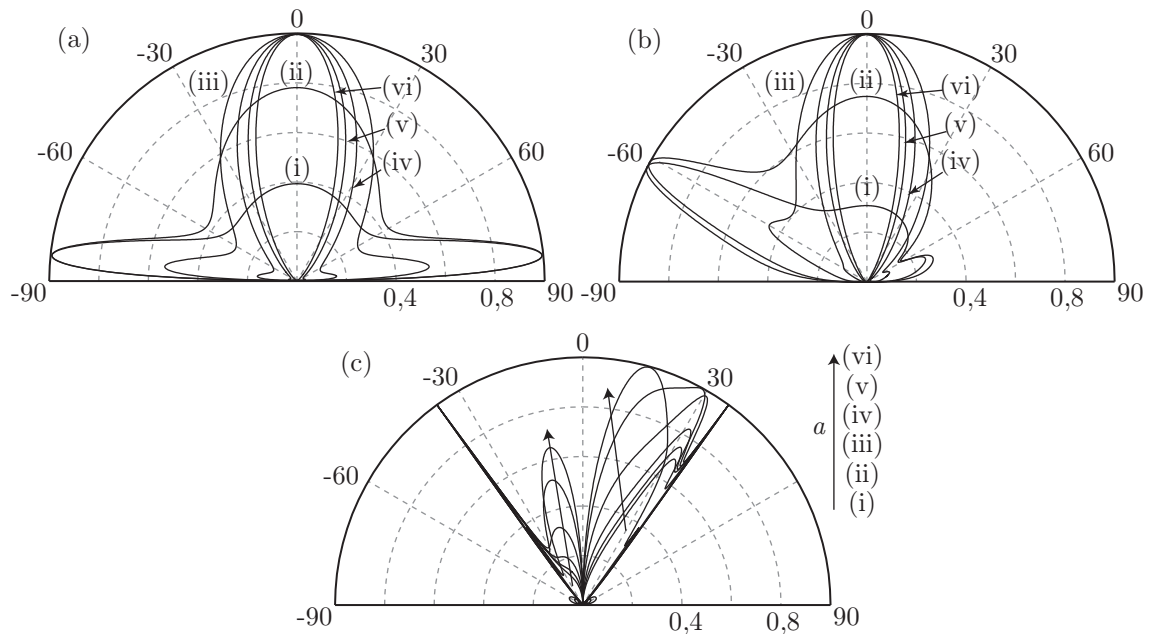 (a)
0
-30
30
-60
60
(iii)
(ii)
(vi)
(v)
(iv)
(i)
-90
0,4
0,8
90
(b)
0
-30
30
-60
60
(iii)
(ii)
(vi)
(v)
(iv)
(i)
-90
0,4
0,8
90
(c)
0
-30
30
-60
-90
0,4
0,8
90
a
(vi)
(v)
(iv)
(iii)
(ii)
(i)